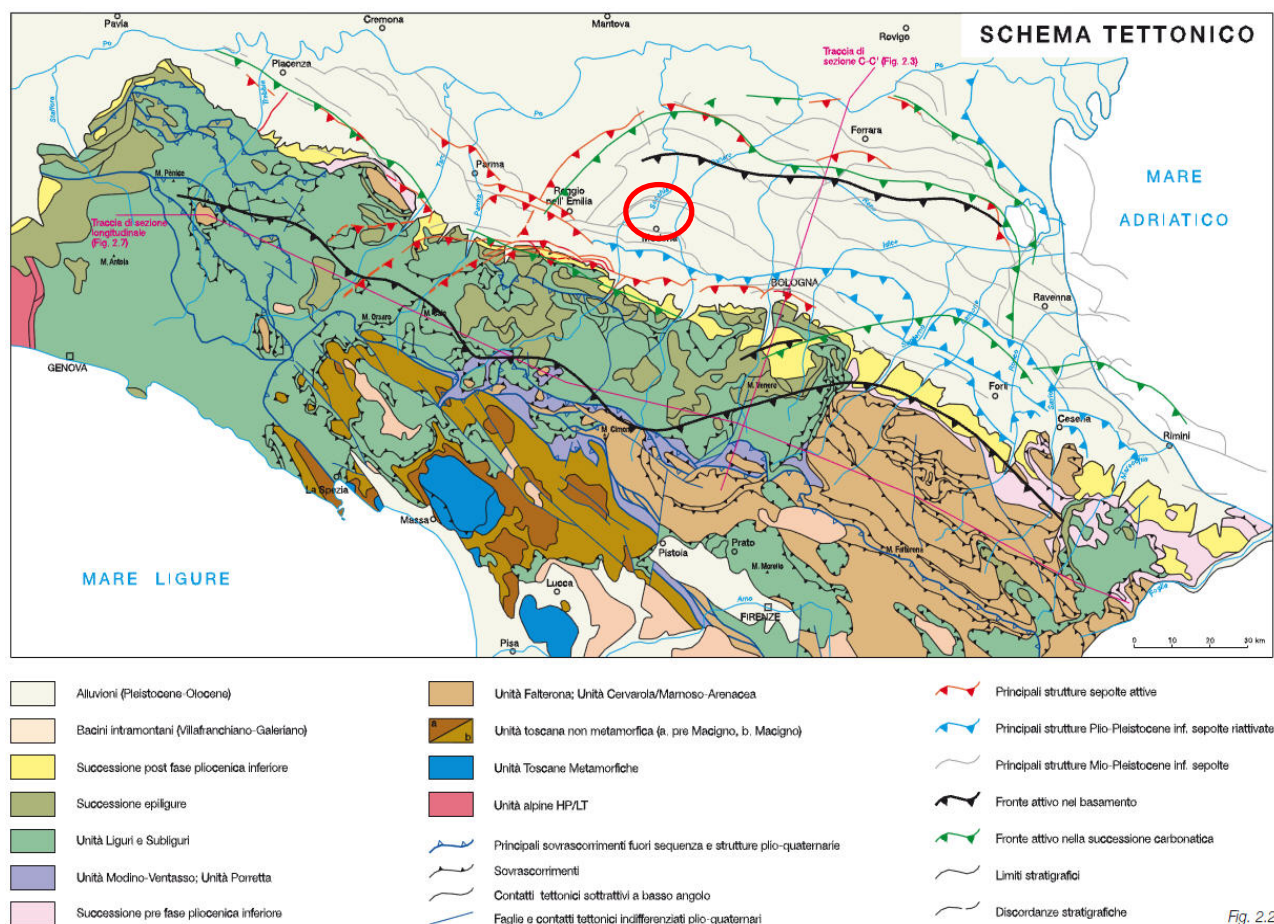 Pavia
Cremona
Mantova
Rovigo
SCHEMA TETTONICO
Traccia di
sezione C-C' (Fig. 2.3)
Piacenza
Po
Po
Po
Staffora
Trebbia
Ferrara
Taro
Parma
Parma
Reggio
nell' Emilia
MARE
ADRIATICO
M. Pénice
Traccia di sezione
longitudinale
(Fig. 2.7)
M. Antola
BOLOGNA
Ravenna
M. Orsaro
GENOVA
M. Venere
Forlì
M. Cimone
Cesena
Rimini
La Spezia
Massa
Pistoia
Prato
M. Falterona
M. Morello
MARE LIGURE
Lucca
Arno
FIRENZE
Foglia
Pisa
0 10 20 30 km
Alluvioni (Pleistocene-Olocene)
Bacini intramontani (Villafranchiano-Galeriano)
Successione post fase pliocenica inferiore
Successione epiligure
Unità Liguri e Subliguri
Unità Modino-Ventasso; Unità Porretta
Successione pre fase pliocenica inferiore
Unità Falterona; Unità Cervarola/Marnoso-Arenacea
a
b
Unità toscana non metamorfica (a. pre Macigno, b. Macigno)
Unità Toscane Metamorfiche
Unità alpine HP/LT
Principali sovrascorrimenti fuori sequenza e strutture plio-quaternarie
Sovrascorrimenti
Contatti tettonici sottrattivi a basso angolo
Faglie e contatti tettonici indifferenziati plio-quaternari
Principali strutture sepolte attive
Principali strutture Plio-Pleistocene inf. sepolte riattivate
Principali strutture Mio-Pleistocene inf. sepolte
Fronte attivo nel basamento
Fronte attivo nella successione carbonatica
Limiti stratigrafici
Discordanze stratigrafiche
Fig. 2.2